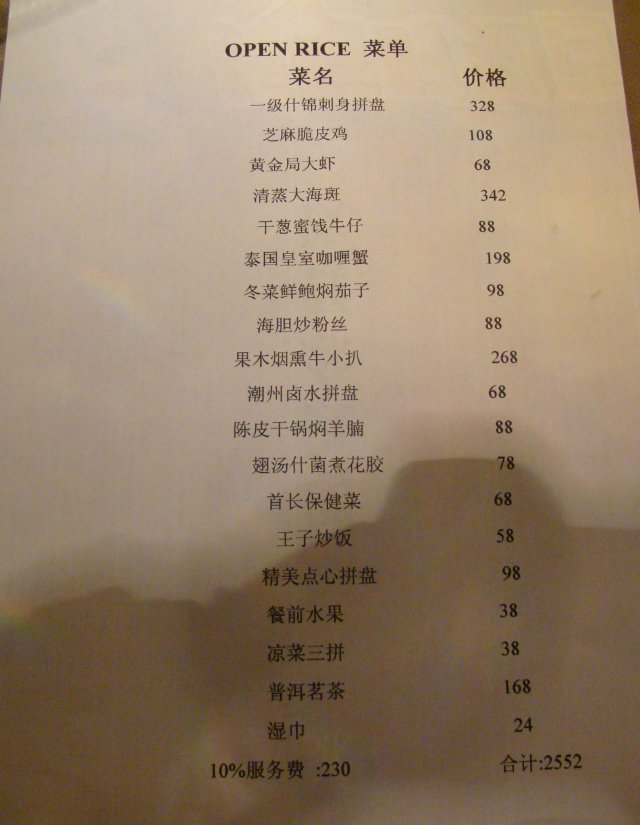 OPEN RICE 菜单
菜名 价格
一级什锦刺身拼盘 328
芝麻脆皮鸡 108
黄金局大虾 68
清蒸大海斑 342
干葱蜜饯牛仔 88
泰国皇室咖喱蟹 198
冬菜鲜鲍焖茄子 98
海胆炒粉丝 88
果木烟熏牛小扒 268
潮州卤水拼盘 68
陈皮干锅焖羊腩 88
翅汤什菌煮花胶 78
首长保健菜 68
王子炒饭 58
精美点心拼盘 98
餐前水果 38
凉菜三拼 38
普洱茗茶 168
湿巾 24
10%服务费 :230 合计:2552